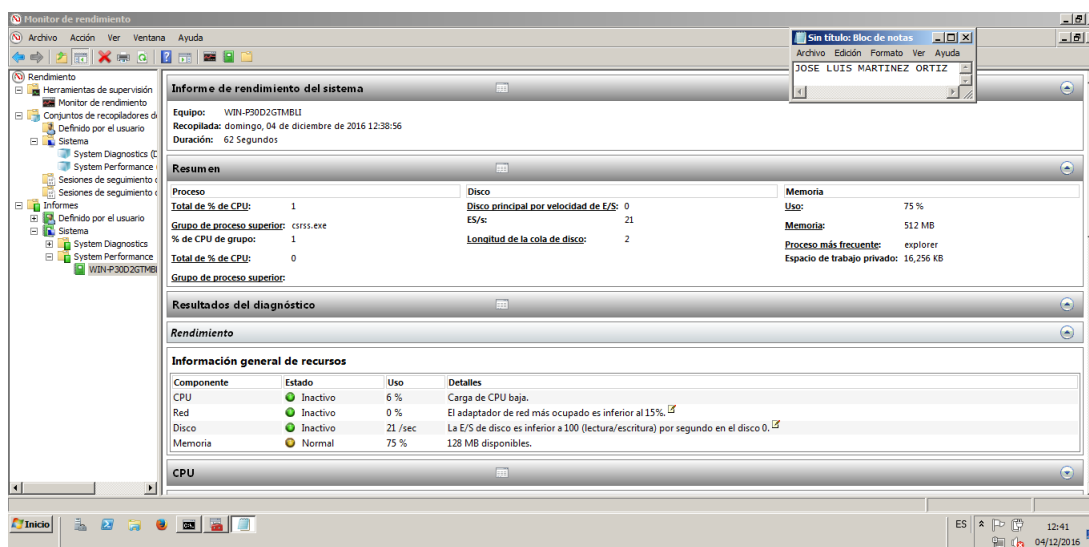 Monitor de rendimiento
Archivo Acción Ver Ventana Ayuda
Sin título: Bloc de notas
Archivo Edición Formato Ver Ayuda
JOSE LUIS MARTINEZ ORTIZ
Rendimiento
Herramientas de supervisión
Monitor de rendimiento
Conjuntos de recopiladores d
Definido por el usuario
Sistema
System Diagnostics (D
System Performance
Sesiones de seguimiento
Sesiones de seguimiento
Informes
Definido por el usuario
Sistema
System Diagnostics
System Performance
WIN-P30D2GTMBI
Informe de rendimiento del sistema
Equipo: WIN-P30D2GTMBLI
Recopilada: domingo, 04 de diciembre de 2016 12:38:56
Duración: 62 Segundos
Resumen
Proceso Disco Memoria
Total de % de CPU: 1 Disco principal por velocidad de E/S: 0 Uso: 75 %
Grupo de proceso superior: csrss.exe ES/s: 21 Memoria: 512 MB
% de CPU de grupo: 1 Longitud de la cola de disco: 2 Proceso más frecuente: explorer
Total de % de CPU: 0 Espacio de trabajo privado: 16,256 KB
Grupo de proceso superior:
Resultados del diagnóstico
Rendimiento
Información general de recursos
Componente Estado Uso Detalles
CPU Inactivo 6 % Carga de CPU baja.
Red Inactivo 0 % El adaptador de red más ocupado es inferior al 15%.
Disco Inactivo 21 /sec La E/S de disco es inferior a 100 (lectura/escritura) por segundo en el disco 0.
Memoria Normal 75 % 128 MB disponibles.
CPU
Inicio
ES 12:41
04/12/2016